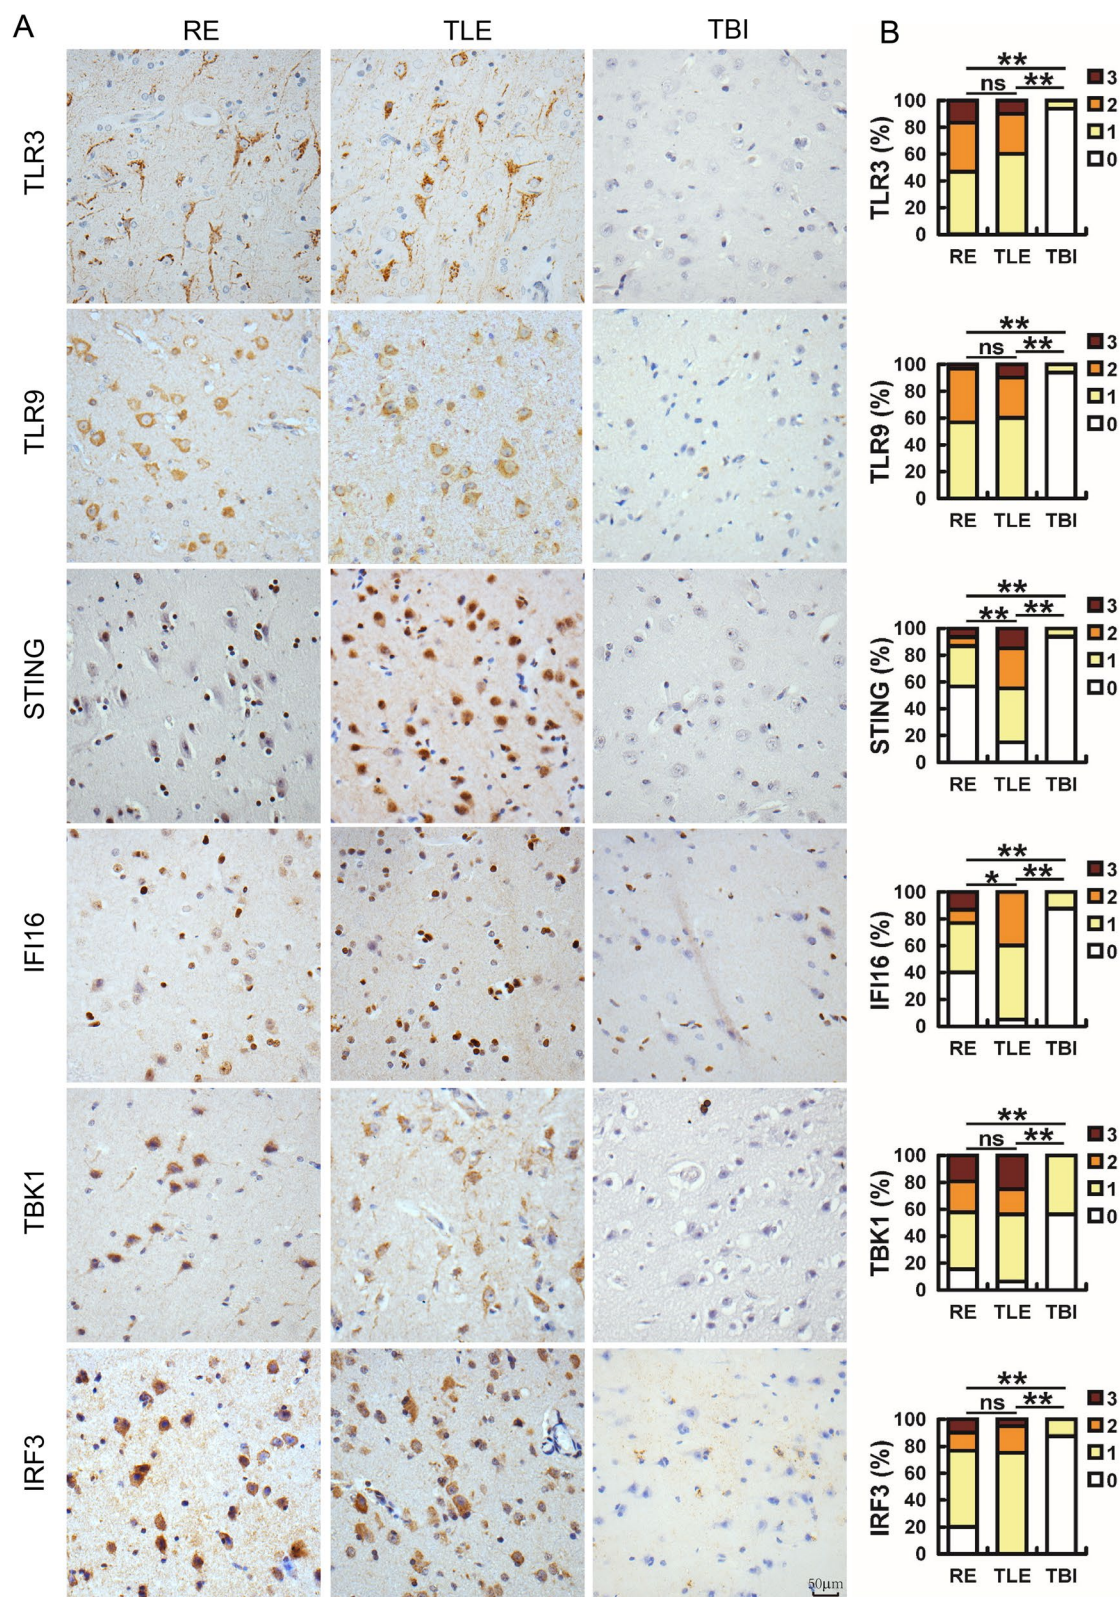 A
RE
TLE
TBI
B
TLR3
TLR9
STING
IFI16
TBK1
IRF3
50μm
**
ns
**
3
2
1
0
TLR3 (%)
100
80
60
40
20
0
RE
TLE
TBI
**
ns
**
3
2
1
0
TLR9 (%)
100
80
60
40
20
0
RE
TLE
TBI
**
**
**
3
2
1
0
STING (%)
100
80
60
40
20
0
RE
TLE
TBI
**
*
**
3
2
1
0
IFI16 (%)
100
80
60
40
20
0
RE
TLE
TBI
**
ns
**
3
2
1
0
TBK1 (%)
100
80
60
40
20
0
RE
TLE
TBI
**
ns
**
3
2
1
0
IRF3 (%)
100
80
60
40
20
0
RE
TLE
TBI